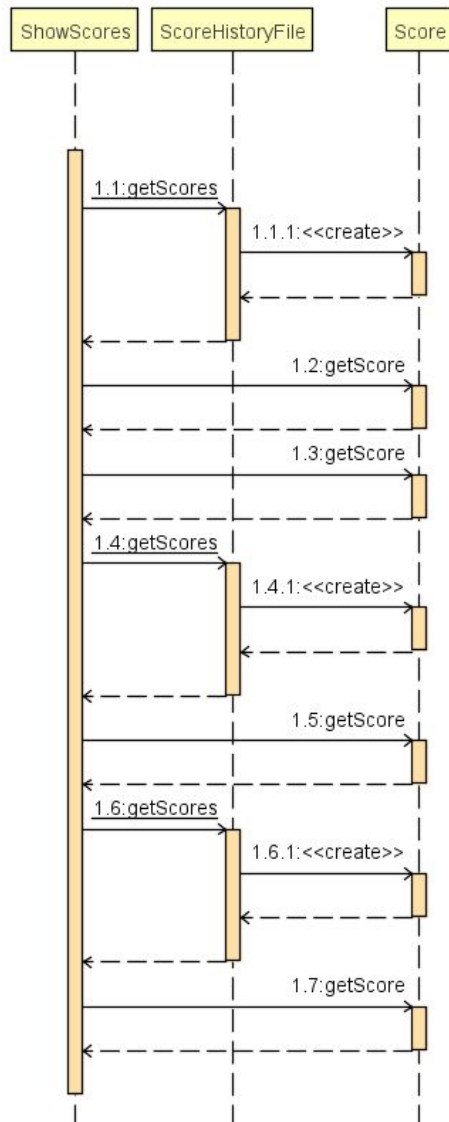 ShowScores ScoreHistoryFile Score
1.1:getScores
1.1.1:<<create>>
1.2:getScore
1.3:getScore
1.4:getScores
1.4.1:<<create>>
1.5:getScore
1.6:getScores
1.6.1:<<create>>
1.7:getScore